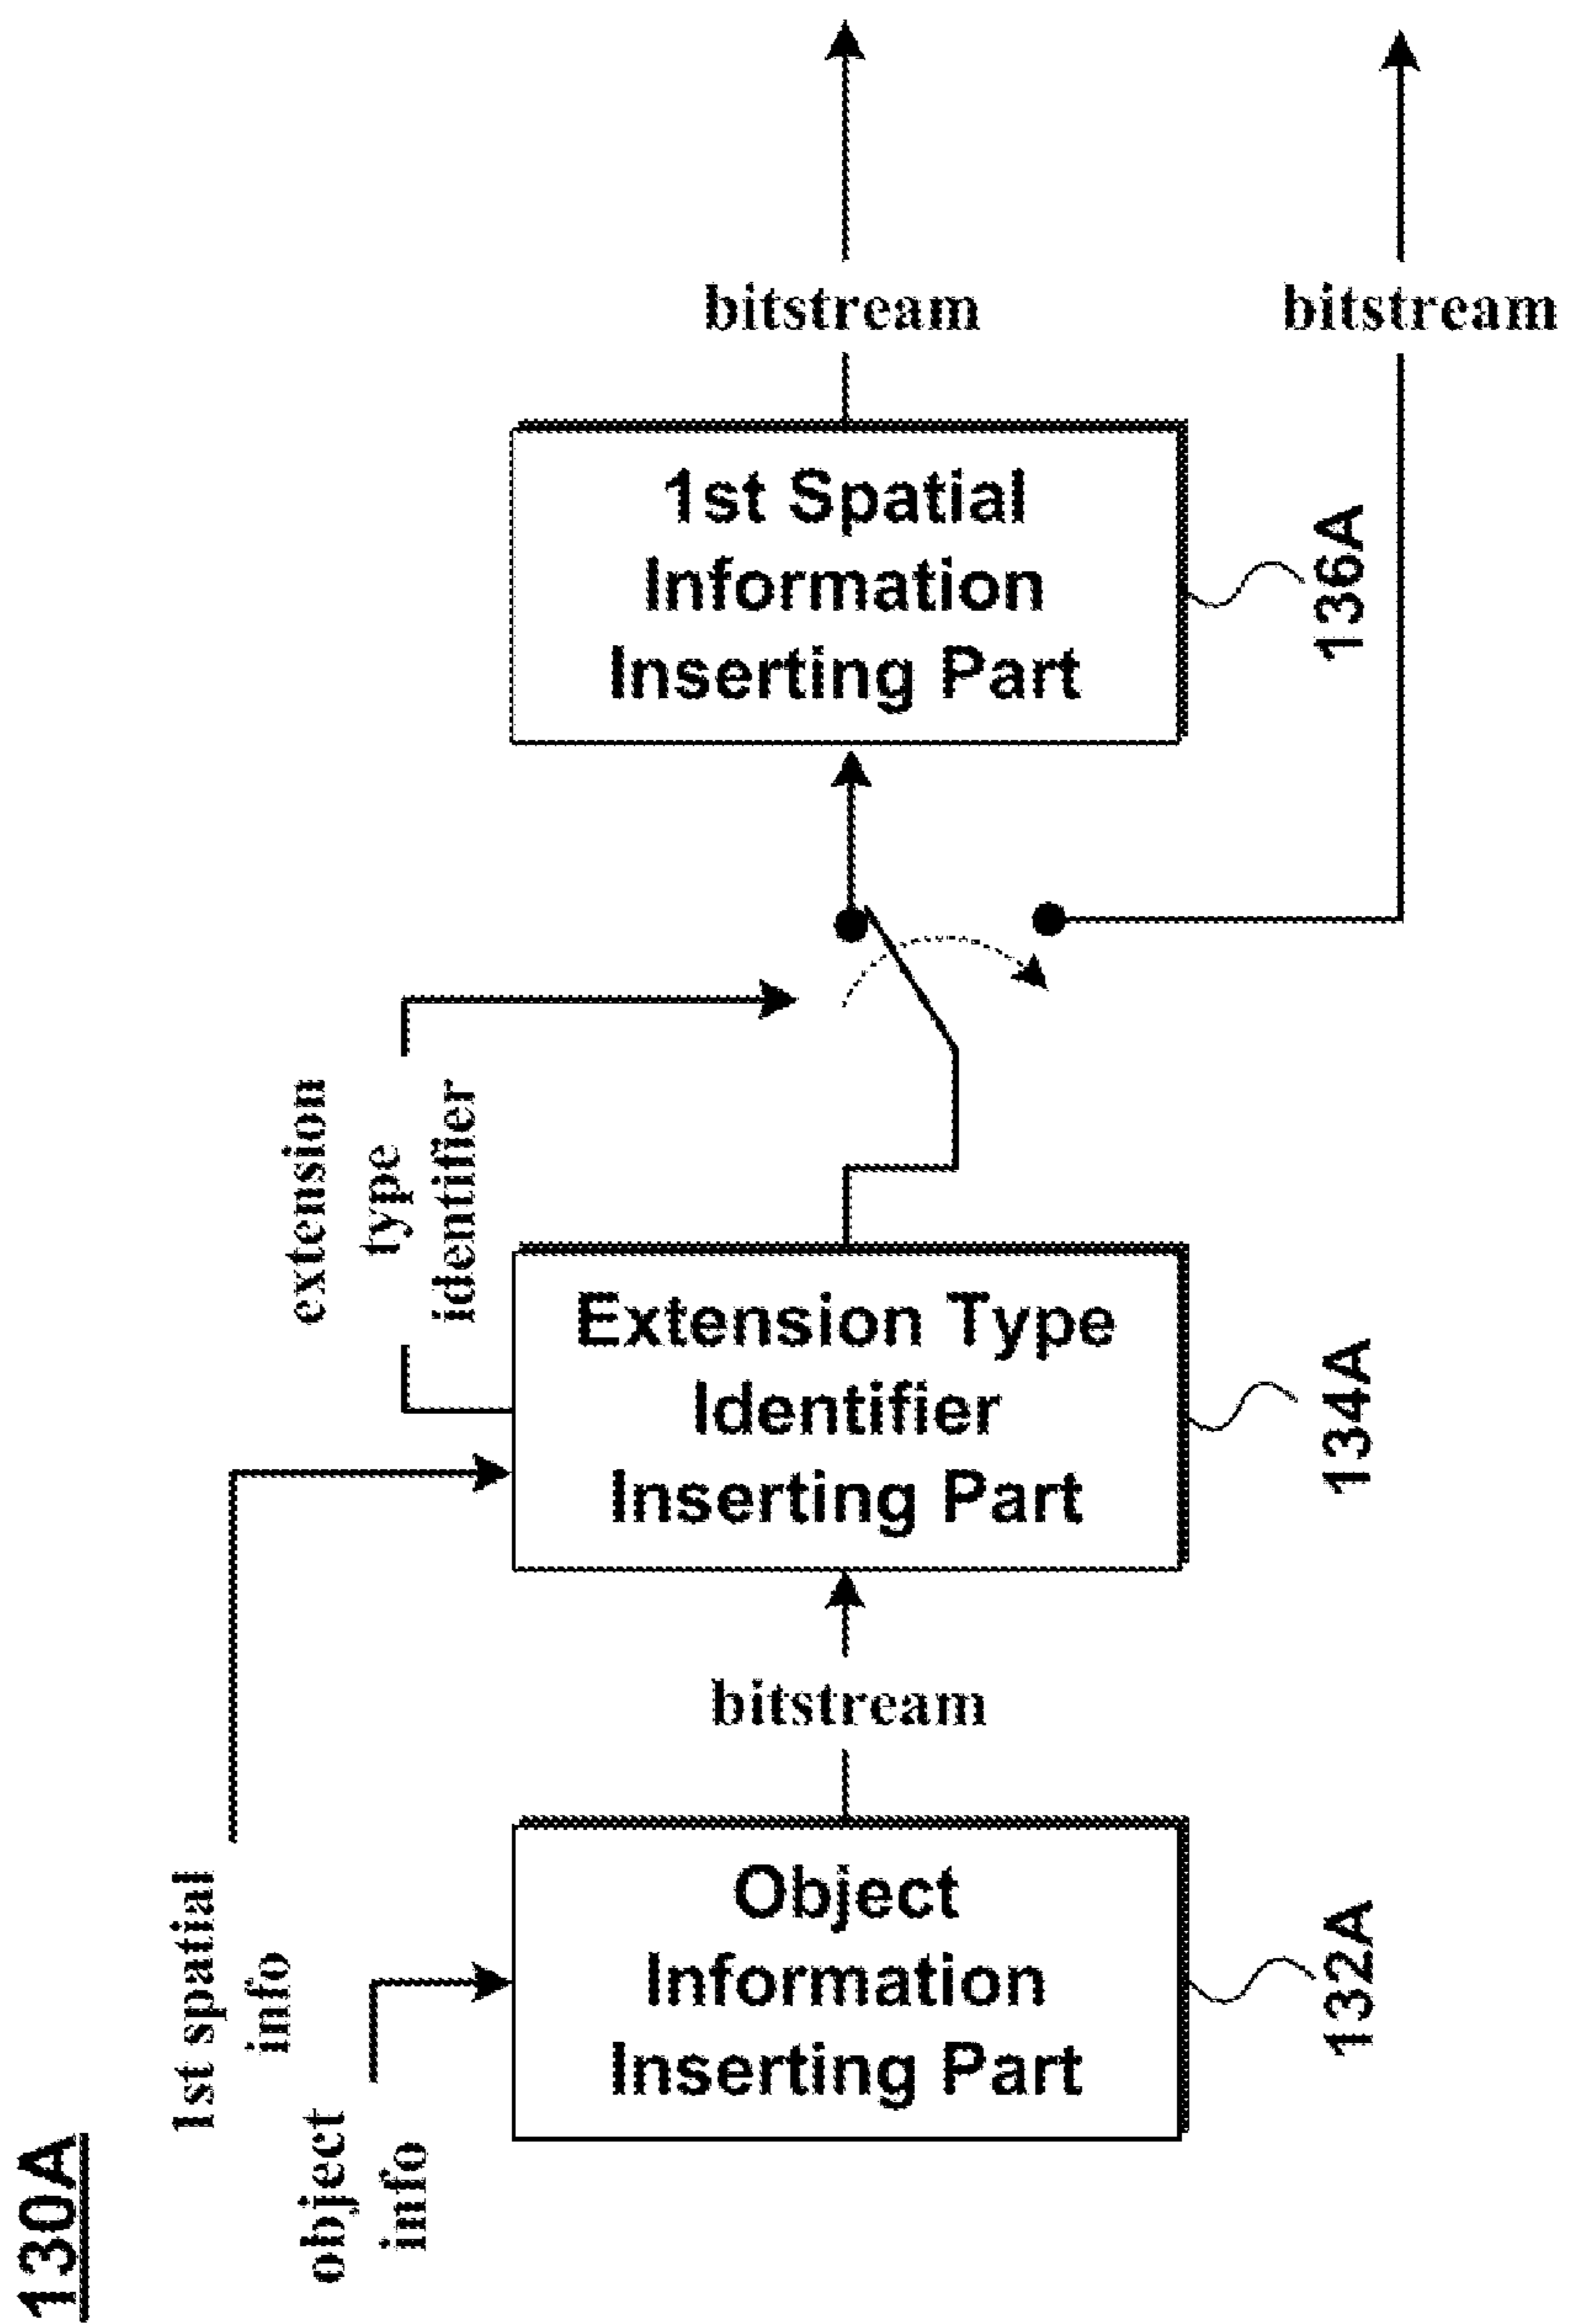 130A
bitstream
bitstream
1st Spatial
Information
Inserting Part
136A
extension
type
identifier
Extension Type
Identifier
Inserting Part
134A
bitstream
1st spatial
info
object
info
Object
Information
Inserting Part
132A